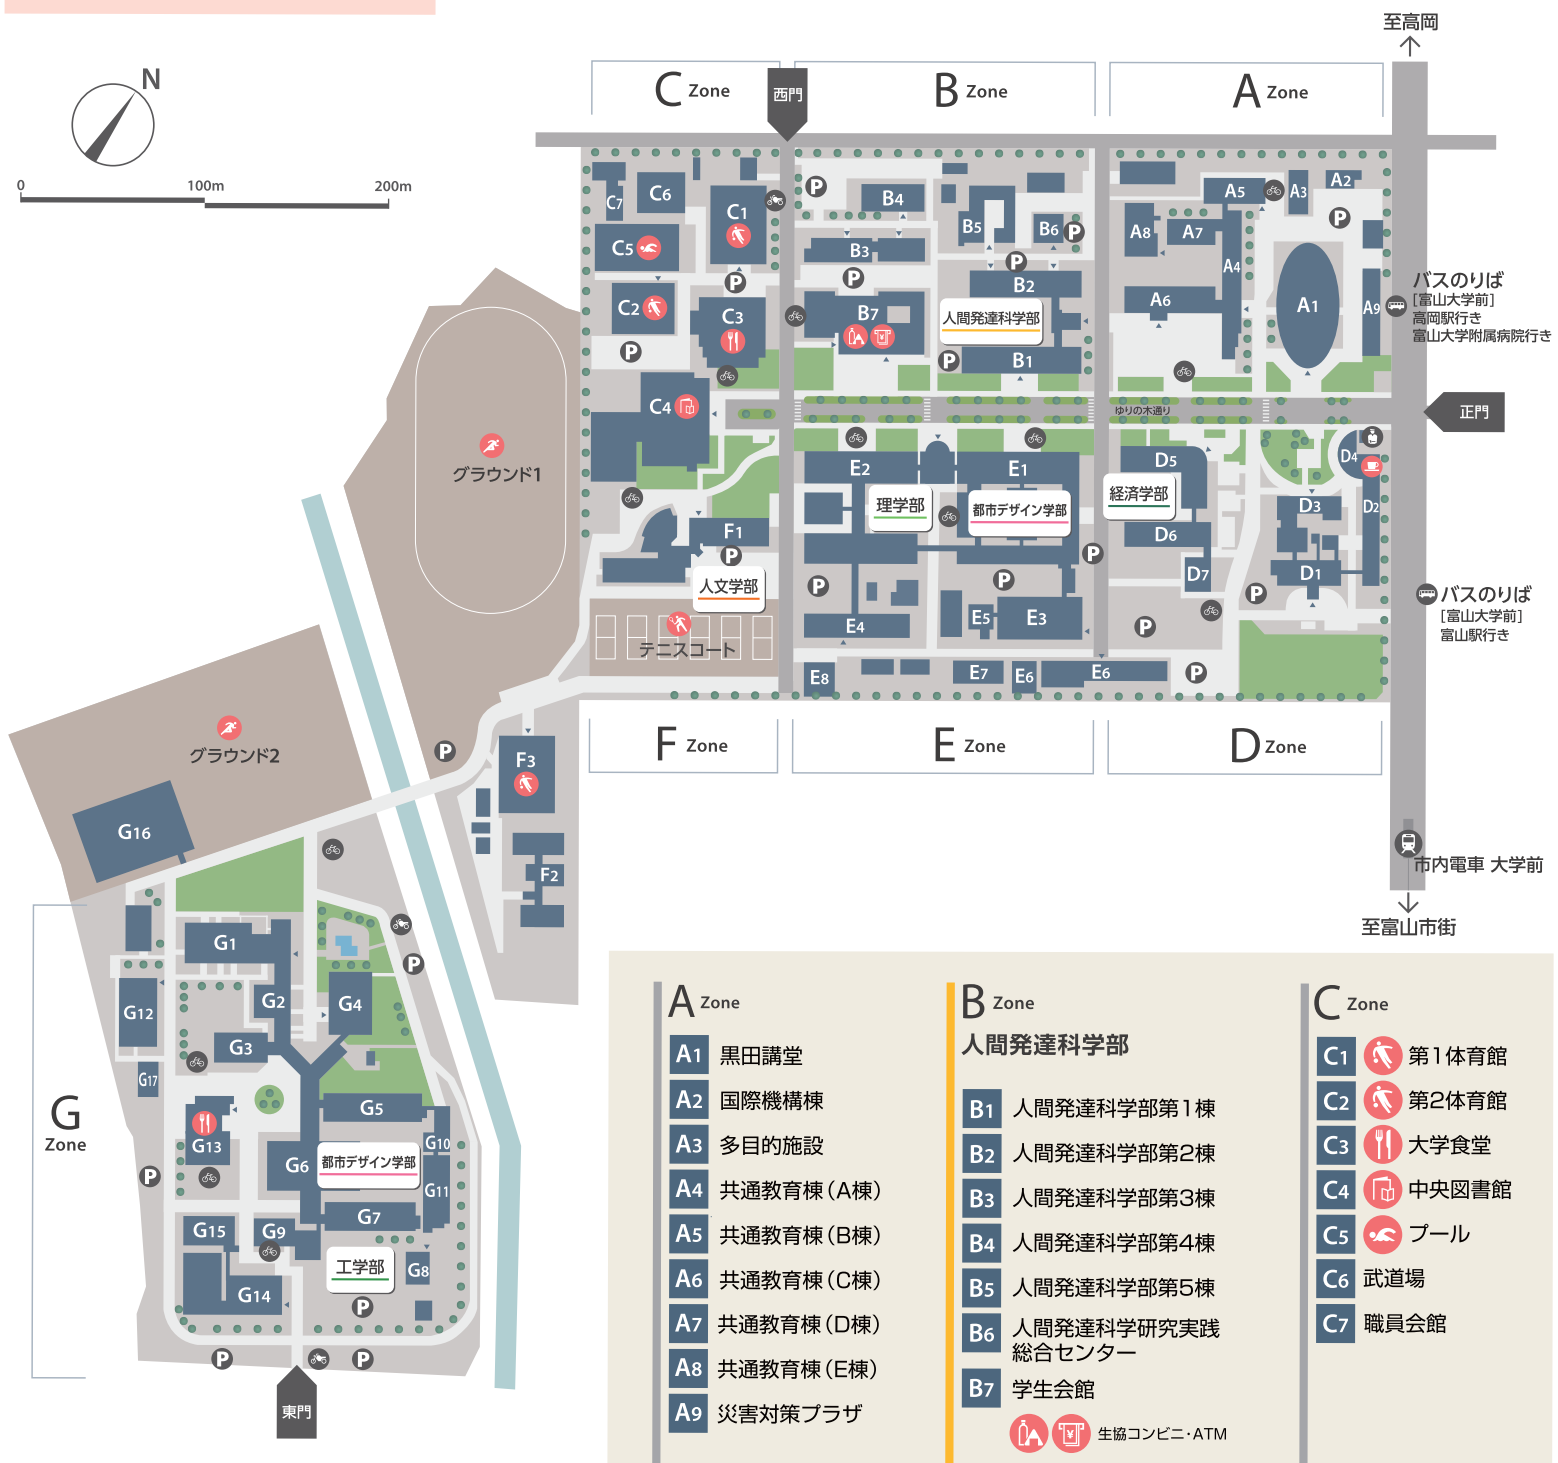 至高岡
N
0 100m 200m
C Zone
西門
B Zone
A Zone
C7
C6
C1
C5
C2
C3
C4
P
B4
B5
B6
P
B3
P
P
B2
B7
人間発達科学部
P
B1
A5
A3
A2
P
A8
A7
A4
A6
A1
A9
P
P
バスのりば
[富山大学前]
高岡駅行き
富山大学附属病院行き
ゆりの木通り
正門
グラウンド1
E2
E1
理学部
都市デザイン学部
D5
経済学部
D4
D3
D2
D6
D7
D1
P
P
P
P
P
F1
P
人文学部
テニスコート
E4
E5
E3
E8
E7
E6
E6
P
バスのりば
[富山大学前]
富山駅行き
F Zone
E Zone
D Zone
グラウンド2
P
F3
F2
G16
市内電車 大学前
至富山市街
G Zone
G1
G2
G4
P
G12
G3
G17
G5
G13
G6
都市デザイン学部
G10
G11
P
G15
G9
G7
工学部
G8
G14
P
P
P
東門
A Zone
A1 黒田講堂
A2 国際機構棟
A3 多目的施設
A4 共通教育棟(A棟)
A5 共通教育棟(B棟)
A6 共通教育棟(C棟)
A7 共通教育棟(D棟)
A8 共通教育棟(E棟)
A9 災害対策プラザ
B Zone
人間発達科学部
B1 人間発達科学部第1棟
B2 人間発達科学部第2棟
B3 人間発達科学部第3棟
B4 人間発達科学部第4棟
B5 人間発達科学部第5棟
B6 人間発達科学研究実践
総合センター
B7 学生会館
生協コンビニ・ATM
C Zone
C1 第1体育館
C2 第2体育館
C3 大学食堂
C4 中央図書館
C5 プール
C6 武道場
C7 職員会館